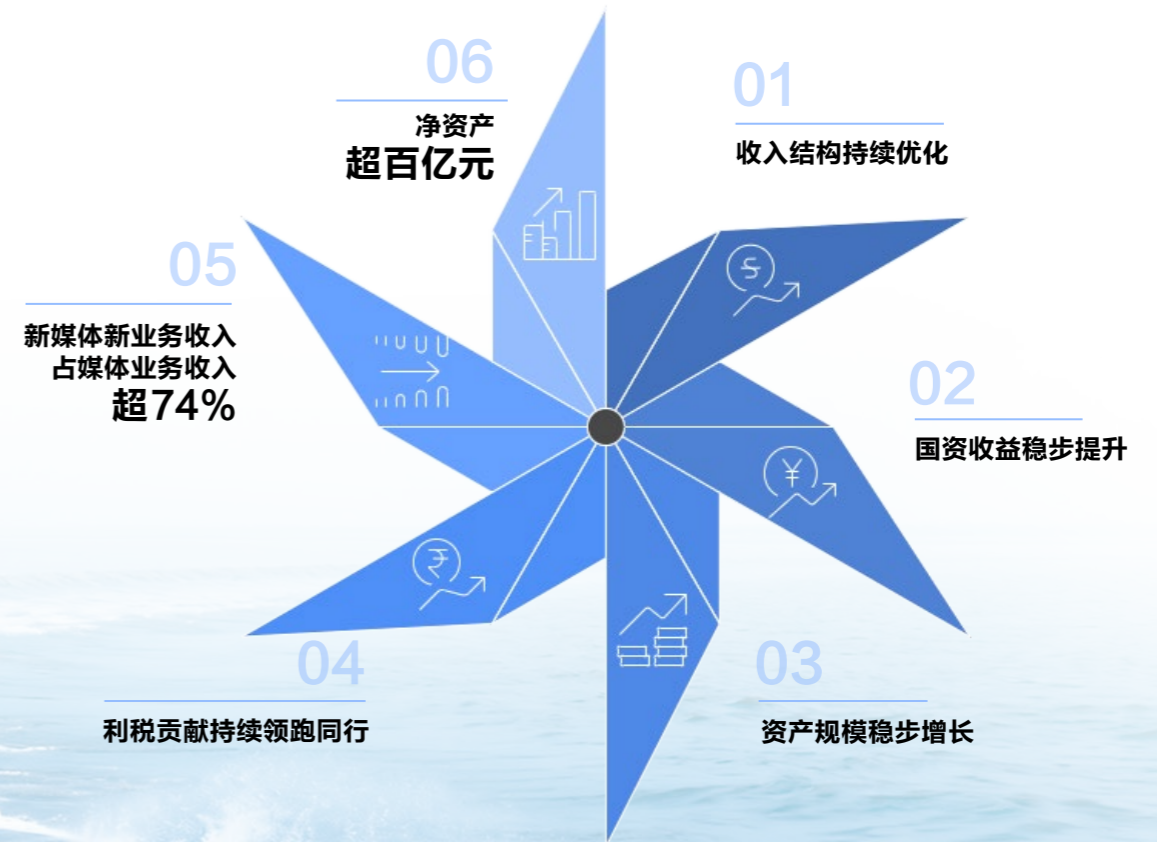 01
收入结构持续优化
02
国资收益稳步提升
03
资产规模稳步增长
04
利税贡献持续领跑同行
05
新媒体新业务收入
占媒体业务收入
超74%
06
净资产
超百亿元